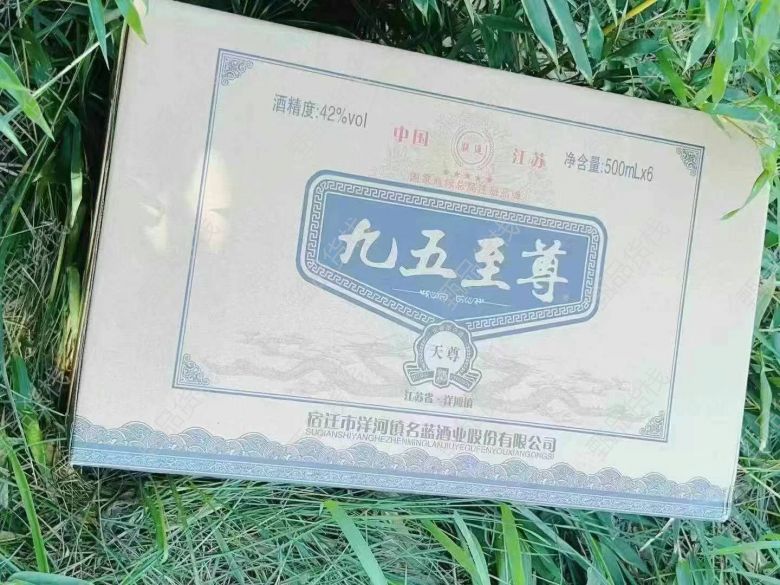 酒精度:42%vol
中国 江苏
净含量:500mLx6
九五至尊
天尊
江苏省·洋河镇
宿迁市洋河镇名蓝酒业股份有限公司
SUQIANSHIYANGHEZHENMINGLANJIUYEGUFENYOUXIANGONGSI